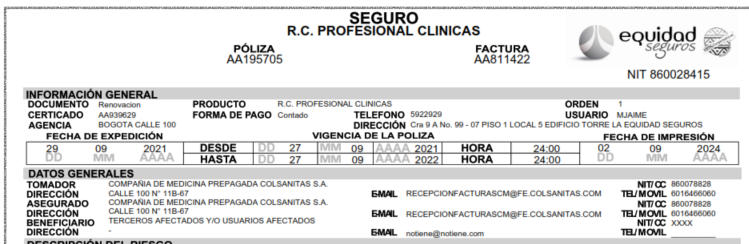 SEGURO
R.C. PROFESIONAL CLINICAS
PÓLIZA FACTURA
AA195705 AA811422
equidad
seguros
NIT 860028415
INFORMACIÓN GENERAL
DOCUMENTO Renovacion PRODUCTO R.C. PROFESIONAL CLINICAS ORDEN 1
CERTICADO AA939629 FORMA DE PAGO Contado TELEFONO 5922929 USUARIO MJAIME
AGENCIA BOGOTA CALLE 100 DIRECCIÓN Cra 9 A No. 99 - 07 PISO 1 LOCAL 5 EDIFICIO TORRE LA EQUIDAD SEGUROS
FECHA DE EXPEDICIÓN VIGENCIA DE LA POLIZA FECHA DE IMPRESIÓN
29 09 2021 DESDE DD 27 MM 09 AAAA 2021 HORA 24:00 02 09 2024
DD MM AAAA HASTA DD 27 MM 09 AAAA 2022 HORA 24:00 DD MM AAAA
DATOS GENERALES
TOMADOR COMPAÑIA DE MEDICINA PREPAGADA COLSANITAS S.A. NIT/CC 860078828
DIRECCIÓN CALLE 100 N° 11B-67 E-MAIL RECEPCIONFACTURASCM@FE.COLSANITAS.COM TEL/MOVIL 6016466060
ASEGURADO COMPAÑIA DE MEDICINA PREPAGADA COLSANITAS S.A. NIT/CC 860078828
DIRECCIÓN CALLE 100 N° 11B-67 E-MAIL RECEPCIONFACTURASCM@FE.COLSANITAS.COM TEL/MOVIL 6016466060
BENEFICIARIO TERCEROS AFECTADOS Y/O USUARIOS AFECTADOS NIT/CC XXXX
DIRECCIÓN - E-MAIL notiene@notiene.com TEL/MOVIL
DESCRIPCIÓN DEL RIESGO